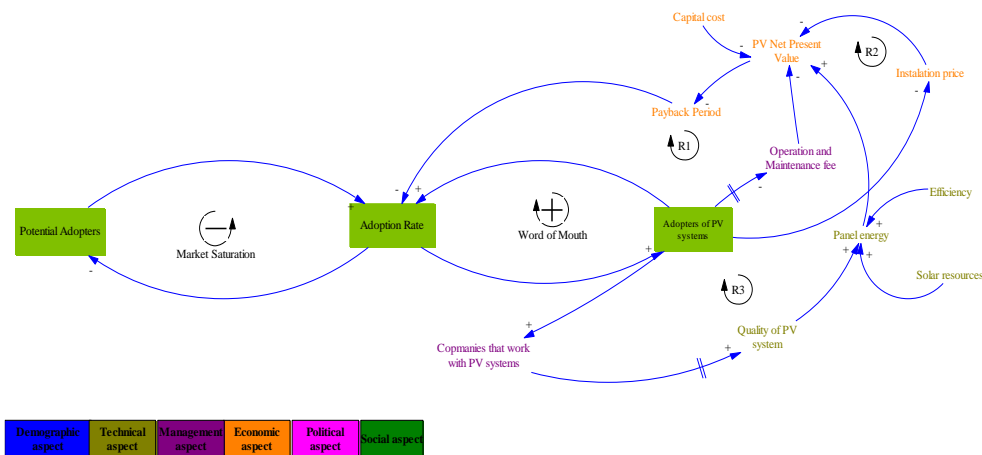 Capital cost
PV Net Present
Value
R2
Instalation price
Payback Period
R1
Operation and
Maintenance fee
Efficiency
Potential Adopters
Market Saturation
Adoption Rate
Word of Mouth
Adopters of PV
systems
Panel energy
Solar resources
R3
Quality of PV
system
Copmanies that work
with PV systems
Demographic
aspect
Technical
aspect
Management
aspect
Economic
aspect
Political
aspect
Social aspect